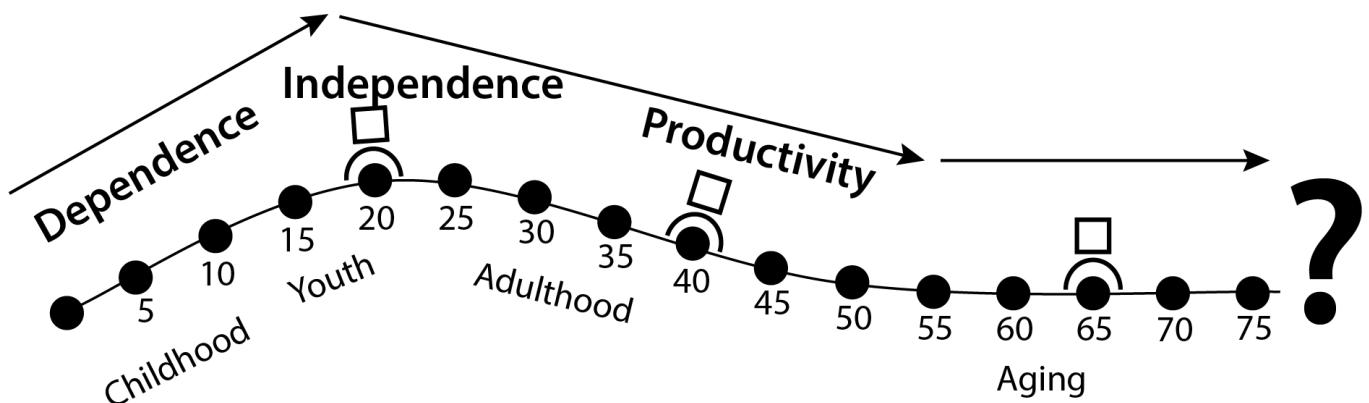 Dependence
Independence
Productivity
5
10
15
20
25
30
35
40
45
50
55
60
65
70
75
?
Childhood
Youth
Adulthood
Aging